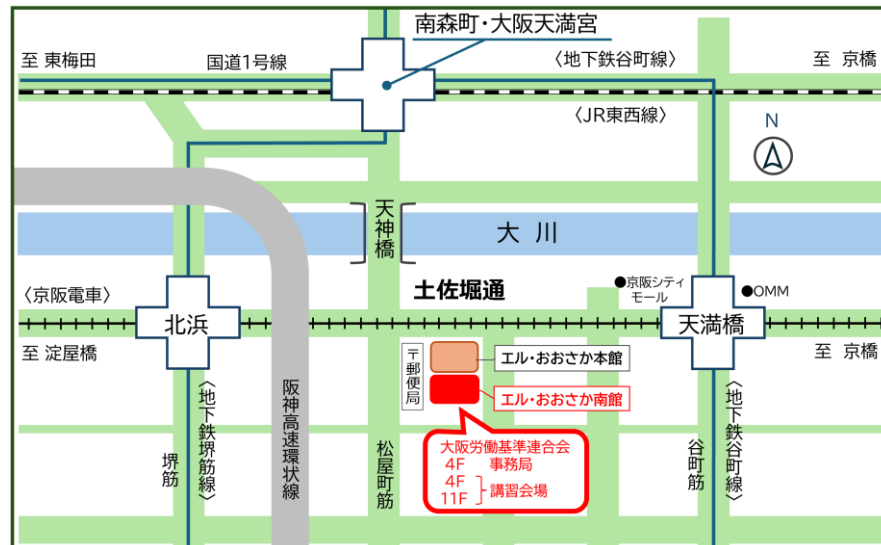 南森町・大阪天満宮
至 東梅田
国道1号線
〈地下鉄谷町線〉
至 京橋
〈JR東西線〉
N
天神橋
大川
〈京阪電車〉
土佐堀通
●京阪シティ
モール
●OMM
北浜
天満橋
至 淀屋橋
〒郵便局
エル・おおさか本館
至 京橋
エル・おおさか南館
〈地下鉄堺筋線〉
堺筋
阪神高速環状線
松屋町筋
大阪労働基準連合会
4F 事務局
4F
11F
講習会場
谷町筋
〈地下鉄谷町線〉